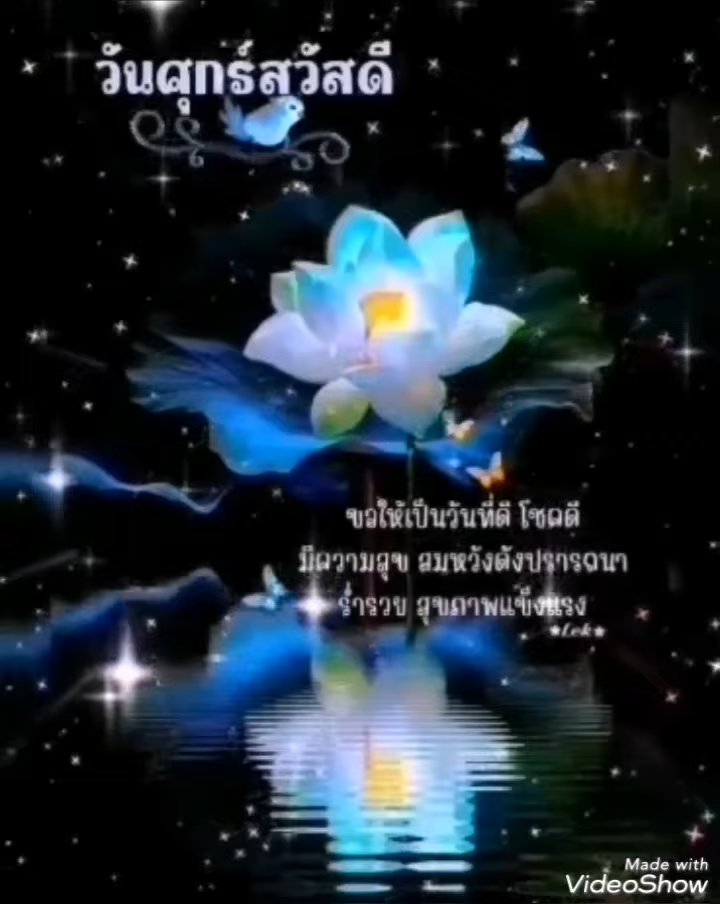 วันศุกร์สวัสดี
ขอให้เป็นวันที่ดี โชคดี
มีความสุข สมหวังดังปรารถนา
ร่ำรวย สุขภาพแข็งแรง
★Lek★
Made with
VideoShow